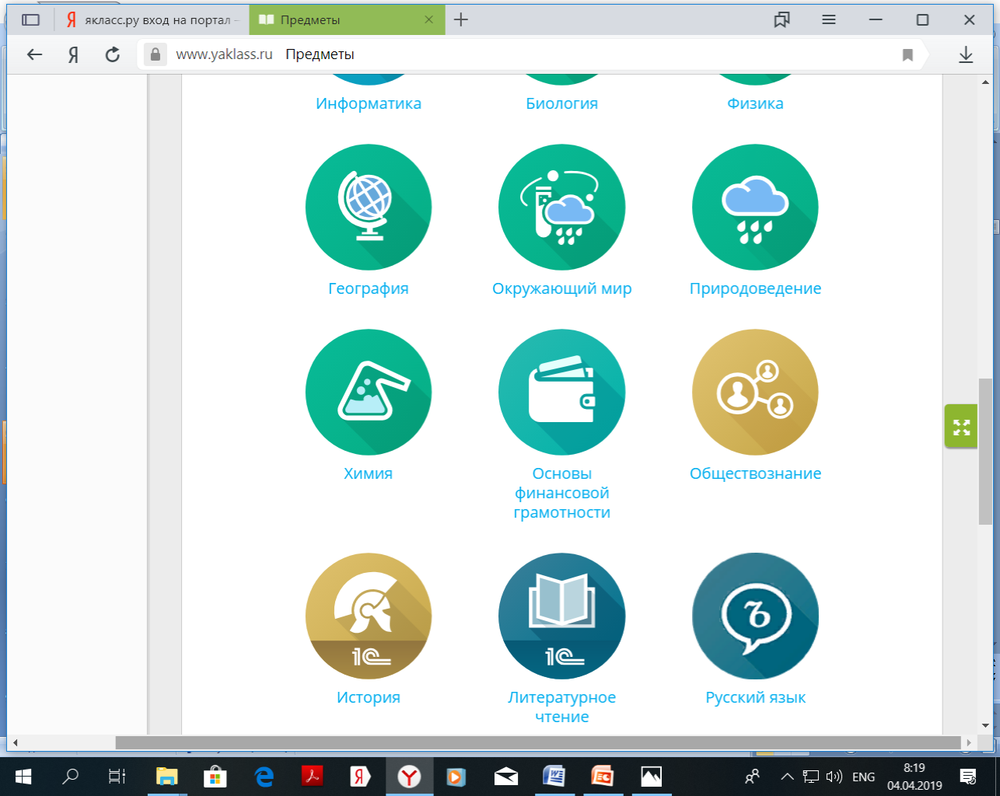 Я якласс.ру вход на портал –
Предметы
Я
www.yaklass.ru Предметы
Информатика
Биология
Физика
География
Окружающий мир
Природоведение
Химия
Основы
финансовой
грамотности
Обществознание
1С
История
1С
Литературное
чтение
Ъ
Русский язык
Я
Y
ENG
8:19
04.04.2019